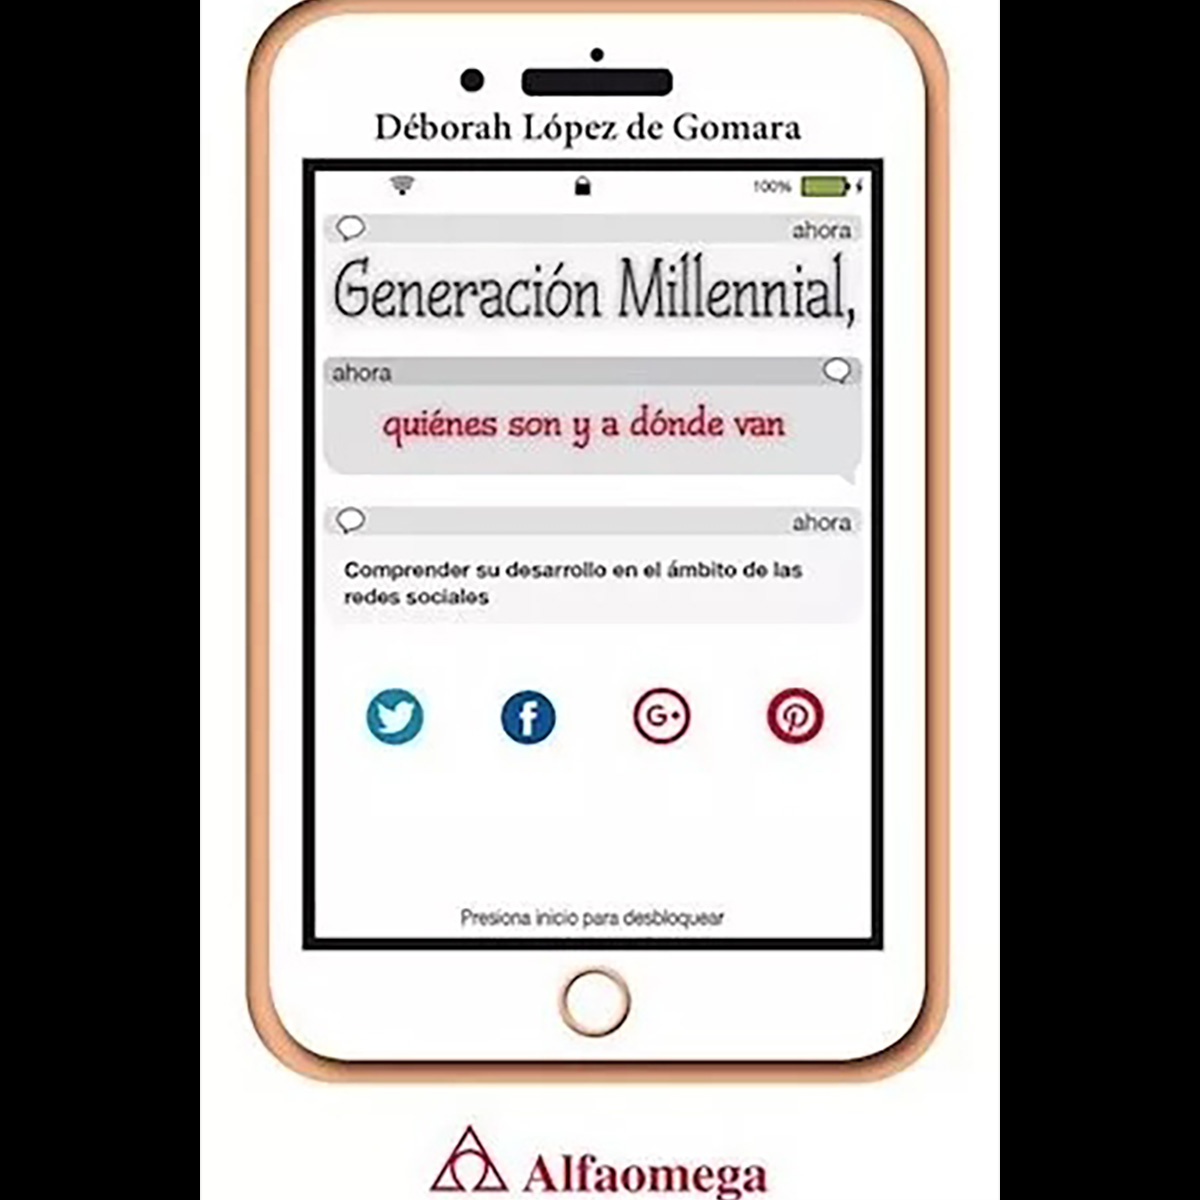 Déborah López de Gomara
100%
ahora
Generación Millennial,
ahora
quiénes son y a dónde van
ahora
Comprender su desarrollo en el ámbito de las
redes sociales
G+
Presiona inicio para desbloquear
Alfaomega